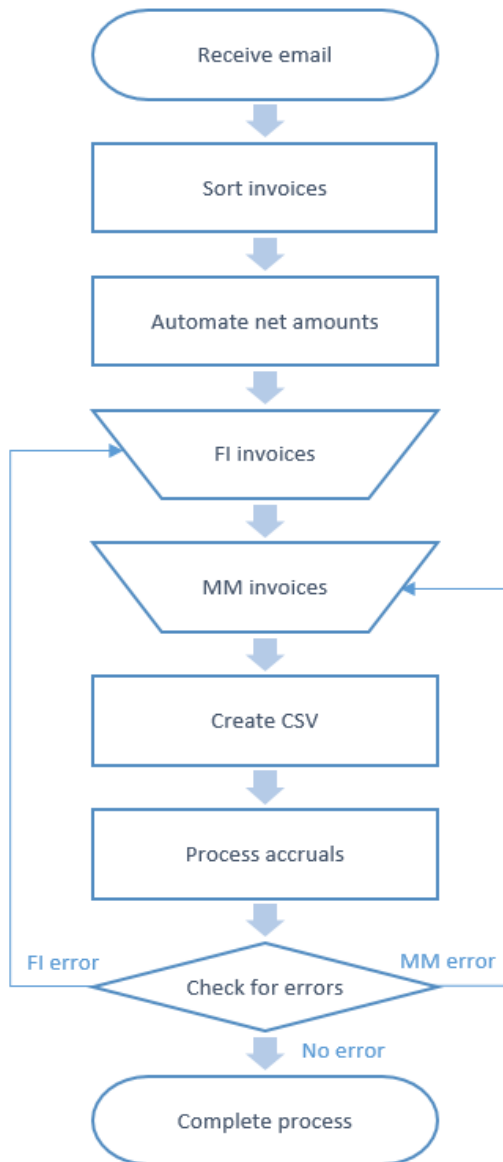 Receive email
Sort invoices
Automate net amounts
FI invoices
MM invoices
Create CSV
Process accruals
FI error
MM error
Check for errors
No error
Complete process